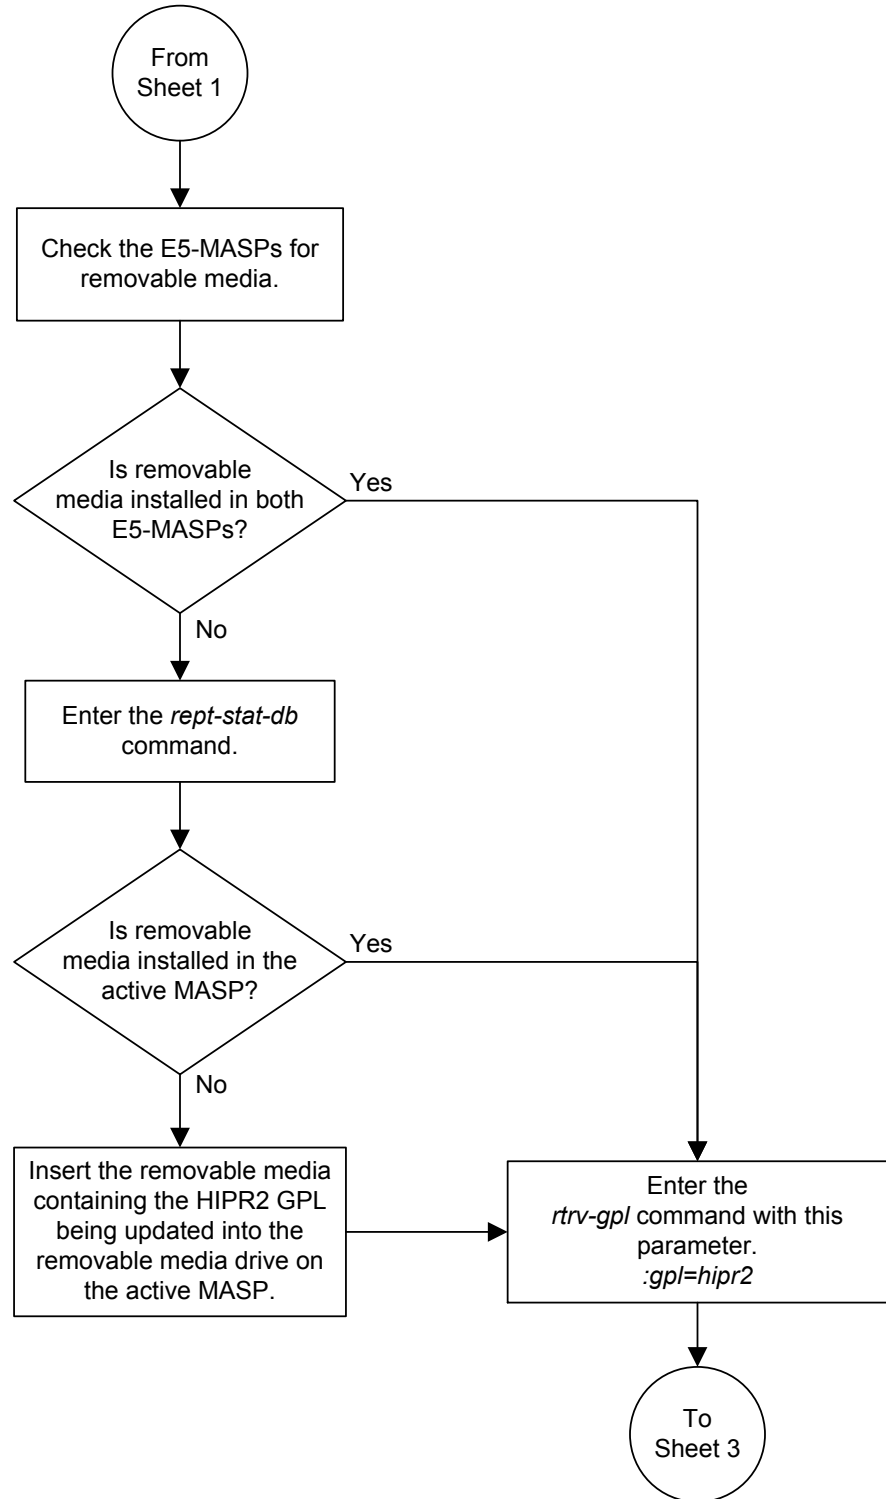 From
Sheet 1
Check the E5-MASPs for
removable media.
Is removable
media installed in both
E5-MASPs?
Yes
No
Enter the rept-stat-db
command.
Is removable
media installed in the
active MASP?
Yes
No
Insert the removable media
containing the HIPR2 GPL
being updated into the
removable media drive on
the active MASP.
Enter the
rtrv-gpl command with this
parameter.
:gpl=hipr2
To
Sheet 3